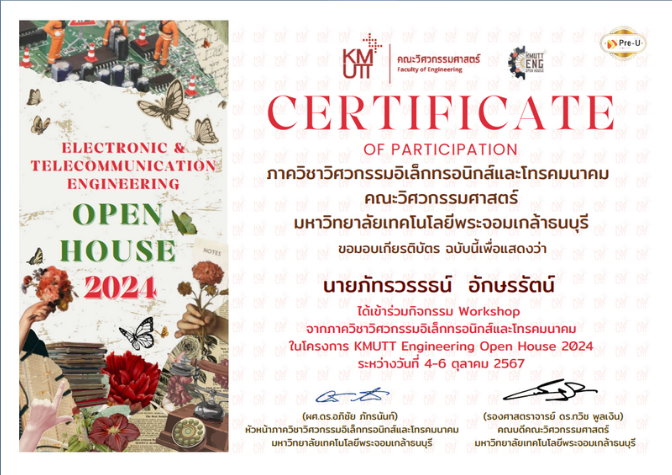 Pre-U
KMUTT
คณะวิศวกรรมศาสตร์
Faculty of Engineering
KMUTT
ENG
OPEN HOUSE
CERTIFICATE
OF PARTICIPATION
ภาควิชาวิศวกรรมอิเล็กทรอนิกส์และโทรคมนาคม
คณะวิศวกรรมศาสตร์
มหาวิทยาลัยเทคโนโลยีพระจอมเกล้าธนบุรี
ขอมอบเกียรติบัตร ฉบับนี้เพื่อแสดงว่า
นายภัทรวรรธน์ อักษรรัตน์
ได้เข้าร่วมกิจกรรม Workshop
จากภาควิชาวิศวกรรมอิเล็กทรอนิกส์และโทรคมนาคม
ในโครงการ KMUTT Engineering Open House 2024
ระหว่างวันที่ 4-6 ตุลาคม 2567
(ผศ.ดร.อภิชัย ภัทรนันท์)
หัวหน้าภาควิชาวิศวกรรมอิเล็กทรอนิกส์และโทรคมนาคม
มหาวิทยาลัยเทคโนโลยีพระจอมเกล้าธนบุรี
(รองศาสตราจารย์ ดร.ทวิช พูลเงิน)
คณบดีคณะวิศวกรรมศาสตร์
มหาวิทยาลัยเทคโนโลยีพระจอมเกล้าธนบุรี
ELECTRONIC &
TELECOMMUNICATION
ENGINEERING
OPEN
HOUSE
2024
NOTES